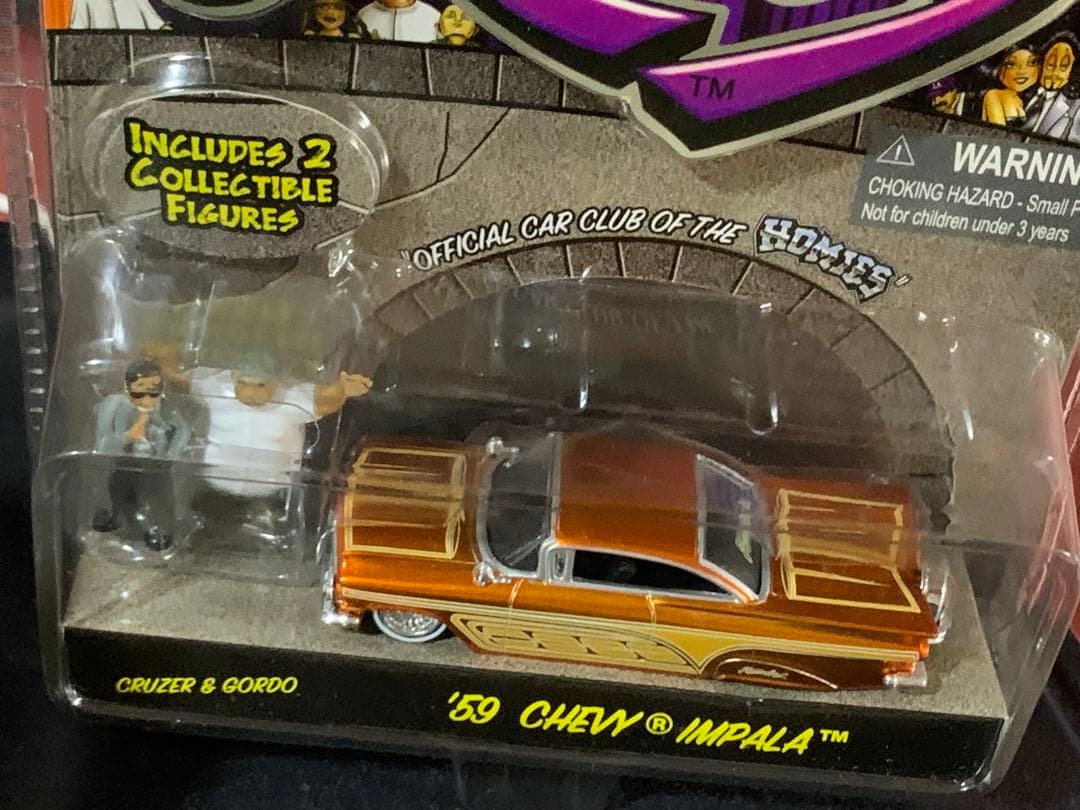 TM
INCLUDES 2
COLLECTIBLE
FIGURES
WARNIN
CHOKING HAZARD - Small P
Not for children under 3 years
"OFFICIAL CAR CLUB OF THE HOMIES"
CRUZER & GORDO
'59 CHEVY® IMPALA™